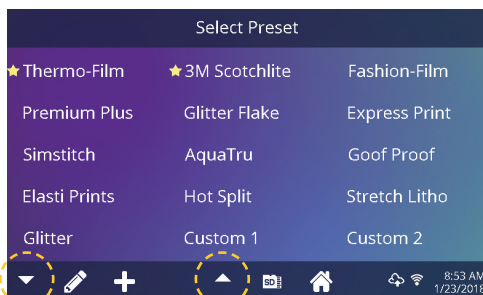 Select Preset
Thermo-Film 3M Scotchlite Fashion-Film
Premium Plus Glitter Flake Express Print
Simstitch AquaTru Goof Proof
Elasti Prints Hot Split Stretch Litho
Glitter Custom 1 Custom 2
SD 8:53 AM
1/23/2018